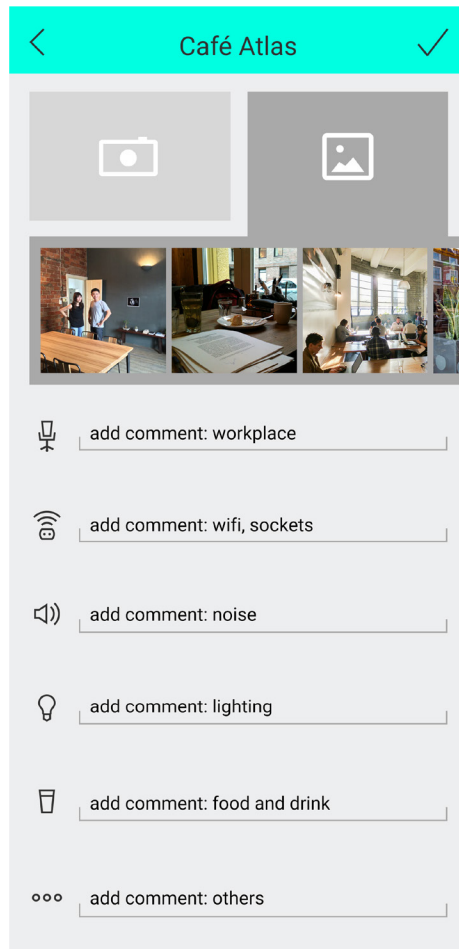 Café Atlas
add comment: workplace
add comment: wifi, sockets
add comment: noise
add comment: lighting
add comment: food and drink
add comment: others